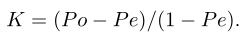 K = (Po − Pe)/(1 − Pe).